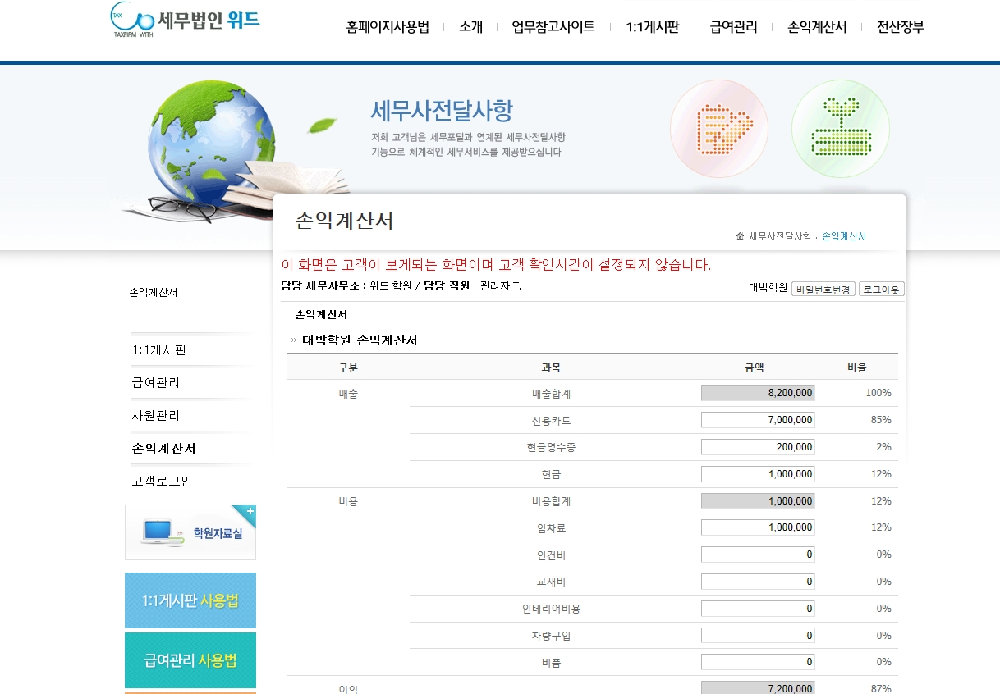 TAX
TAXFIRM WITH
세무법인 위드
홈페이지사용법 소개 업무참고사이트 1:1게시판 급여관리 손익계산서 전산장부
세무사전달사항
저희 고객님은 세무포털과 연계된 세무사전달사항
기능으로 체계적인 세무서비스를 제공받으십니다
손익계산서
세무사전달사항 . 손익계산서
이 화면은 고객이 보게되는 화면이며 고객 확인시간이 설정되지 않습니다.
담당 세무사무소 : 위드 학원 / 담당 직원 : 관리자 T.
대박학원 비밀번호변경 로그아웃
손익계산서
1:1게시판
급여관리
사원관리
손익계산서
고객로그인
학원자료실
1:1게시판 사용법
급여관리 사용법
손익계산서
» 대박학원 손익계산서
구분 과목 금액 비율
매출 매출합계 8,200,000 100%
신용카드 7,000,000 85%
현금영수증 200,000 2%
현금 1,000,000 12%
비용 비용합계 1,000,000 12%
임차료 1,000,000 12%
인건비 0 0%
교재비 0 0%
인테리어비용 0 0%
차량구입 0 0%
비품 0 0%
이익 7,200,000 87%